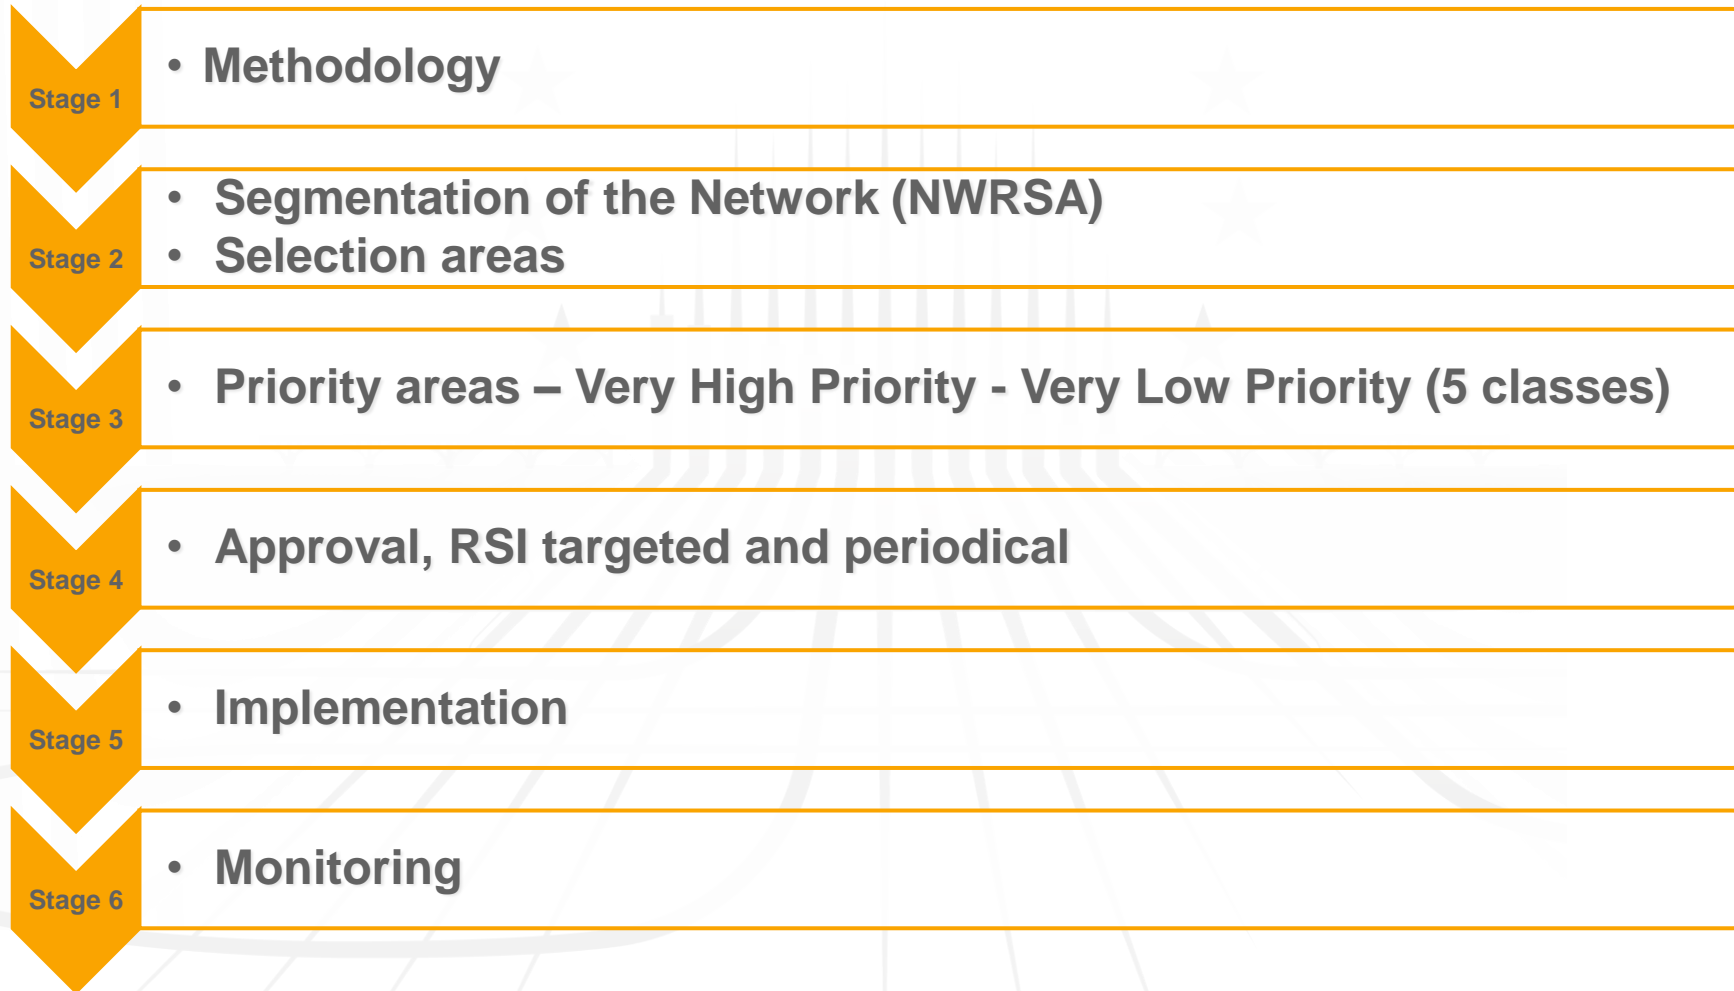 Stage 1
• Methodology
Stage 2
• Segmentation of the Network (NWRSA)
• Selection areas
Stage 3
• Priority areas – Very High Priority - Very Low Priority (5 classes)
Stage 4
• Approval, RSI targeted and periodical
Stage 5
• Implementation
Stage 6
• Monitoring